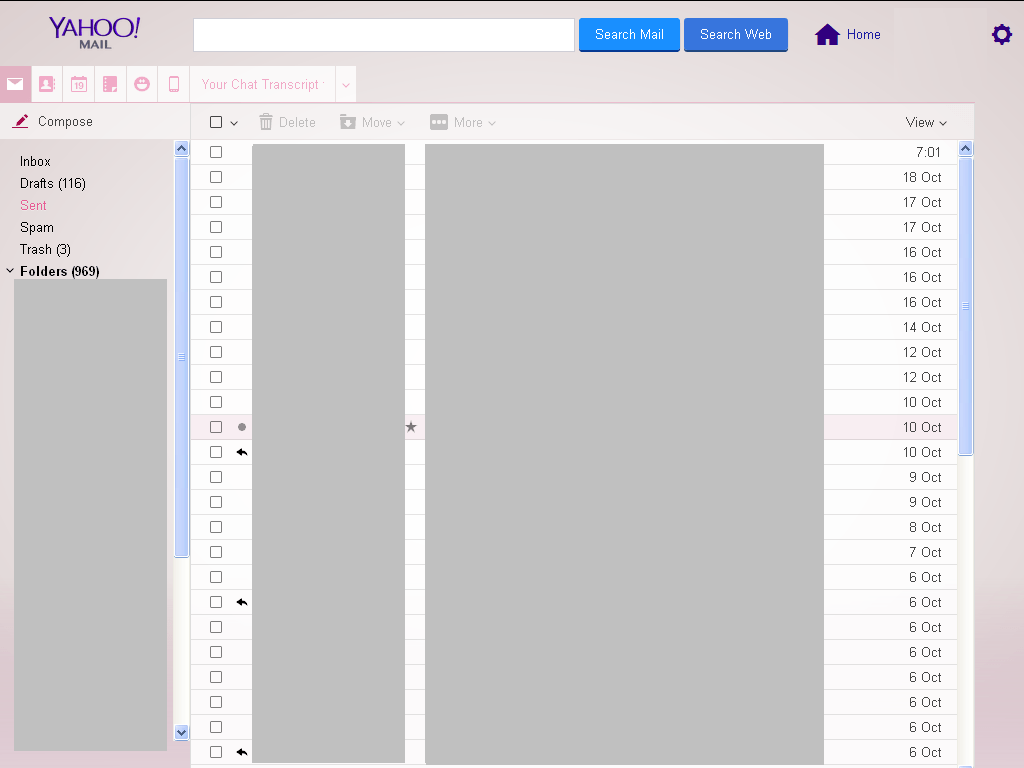 YAHOO!
MAIL
Search Mail
Search Web
Home
19
Your Chat Transcript
Compose
Delete
Move
More
View
Inbox
Drafts (116)
Sent
Spam
Trash (3)
Folders (969)
7:01
18 Oct
17 Oct
17 Oct
16 Oct
16 Oct
16 Oct
14 Oct
12 Oct
12 Oct
10 Oct
10 Oct
10 Oct
9 Oct
9 Oct
8 Oct
7 Oct
6 Oct
6 Oct
6 Oct
6 Oct
6 Oct
6 Oct
6 Oct
6 Oct